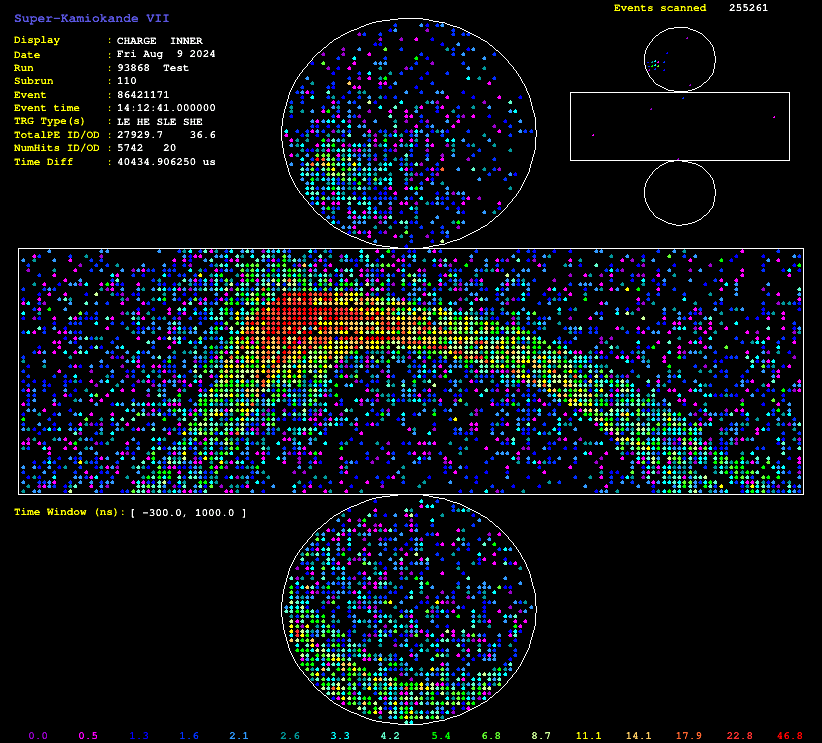 Super-Kamiokande VII
Events scanned 255261
Display : CHARGE INNER
Date : Fri Aug 9 2024
Run : 93868 Test
Subrun : 110
Event : 86421171
Event time : 14:12:41.000000
TRG Type(s) : LE HE SLE SHE
TotalPE ID/OD : 27929.7 36.6
NumHits ID/OD : 5742 20
Time Diff : 40434.906250 us
Time Window (ns): [ -300.0, 1000.0 ]
0.0 0.5 1.3 1.6 2.1 2.6 3.3 4.2 5.4 6.8 8.7 11.1 14.1 17.9 22.8 46.8